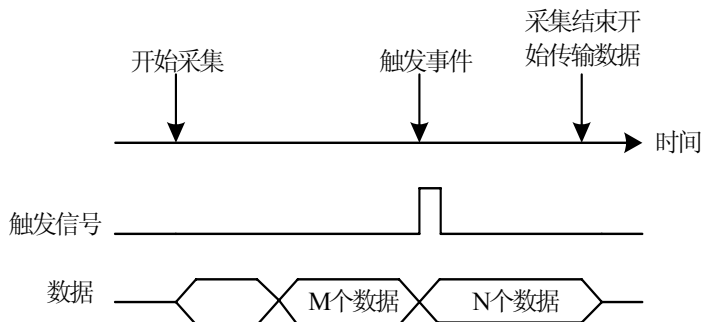 采集结束开
始传输数据
开始采集
触发事件
时间
触发信号
数据
M个数据
N个数据